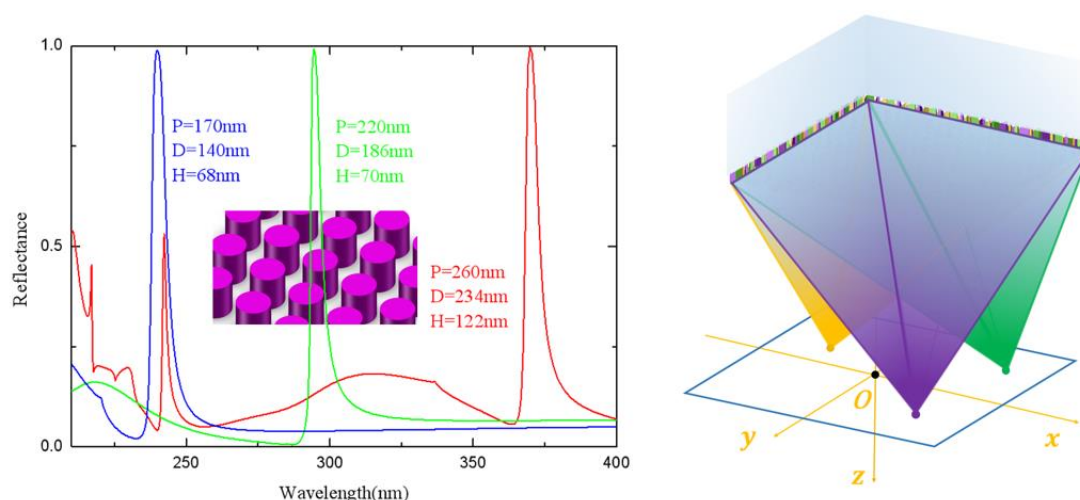 1.0
0.5
0.0
Reflectance
P=170nm
D=140nm
H=68nm
P=220nm
D=186nm
H=70nm
P=260nm
D=234nm
H=122nm
250 300 350 400
Wavelength(nm)
O
y
x
z